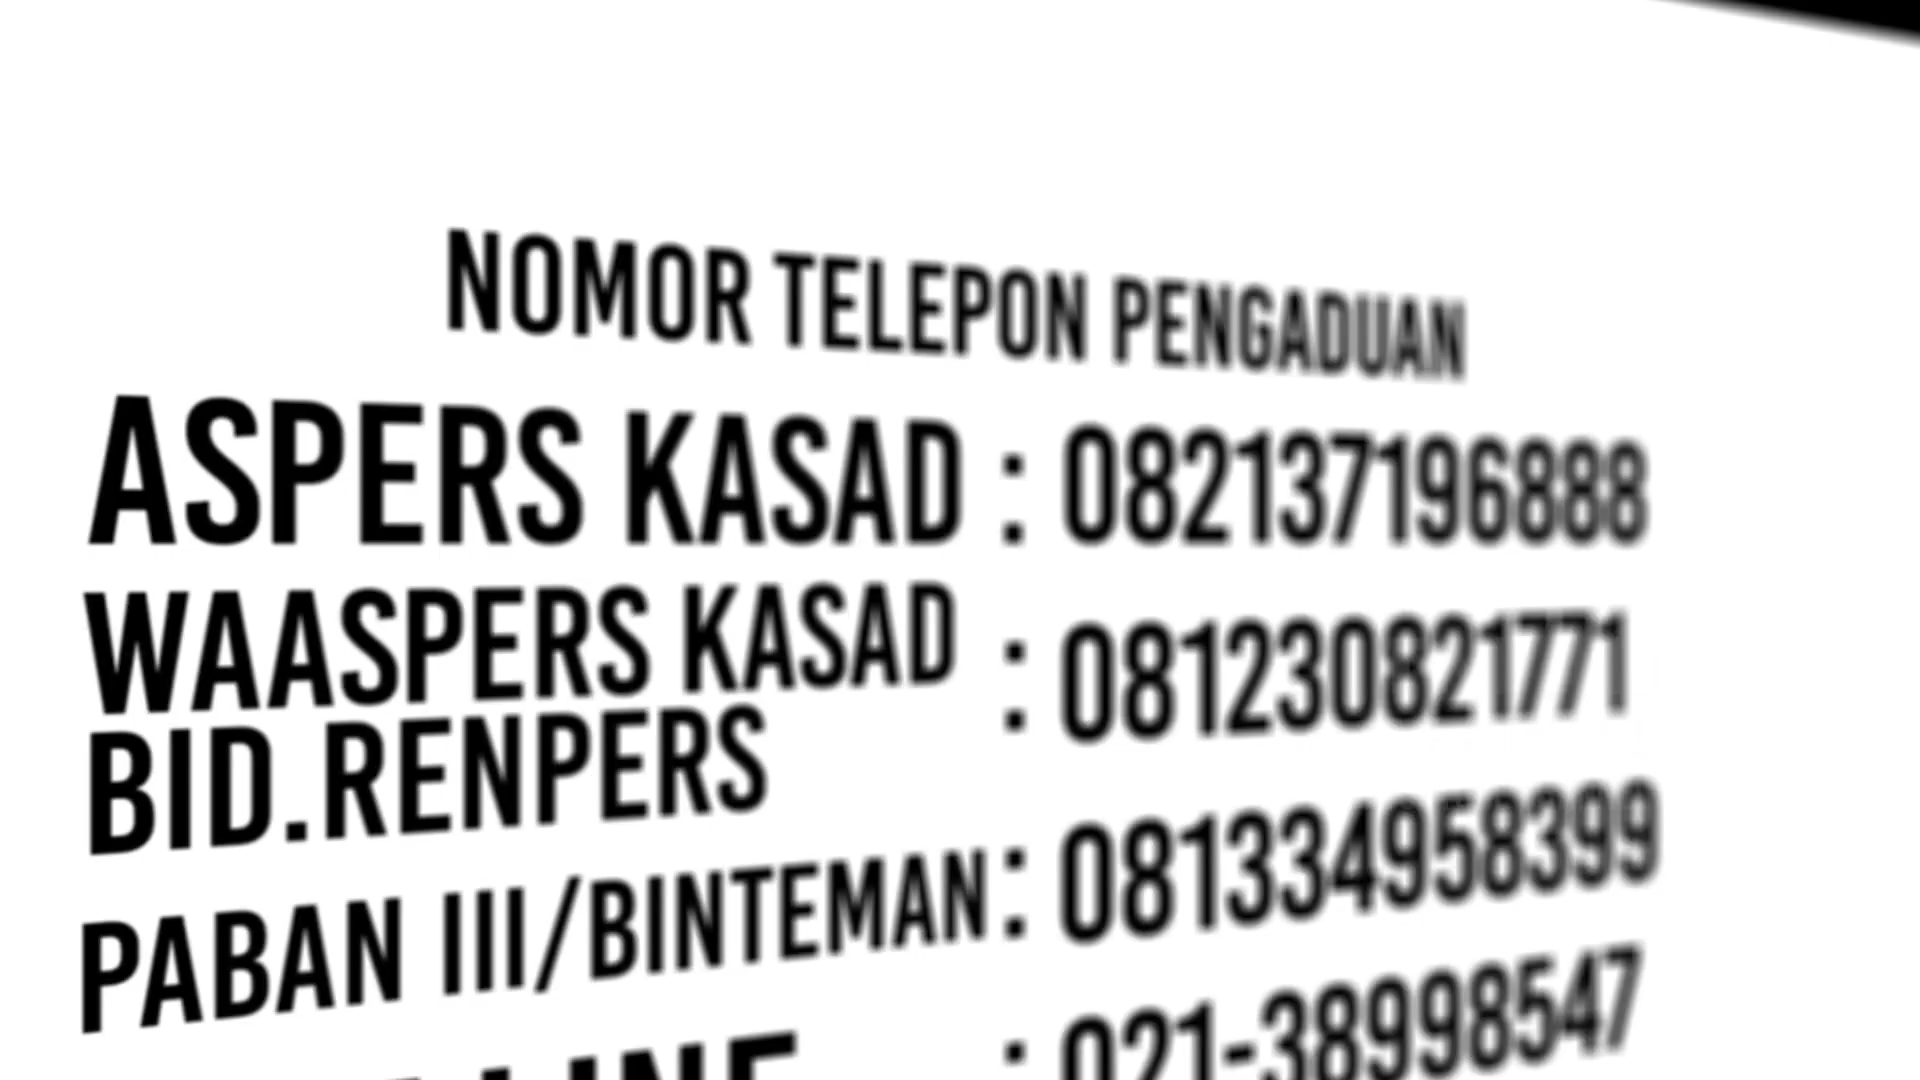 NOMOR TELEPON PENGADUAN
ASPERS KASAD : 082137196888
WAASPERS KASAD
BID.RENPERS : 081230821771
PABAN III/BINTEMAN : 081334958399
: 021-38998547